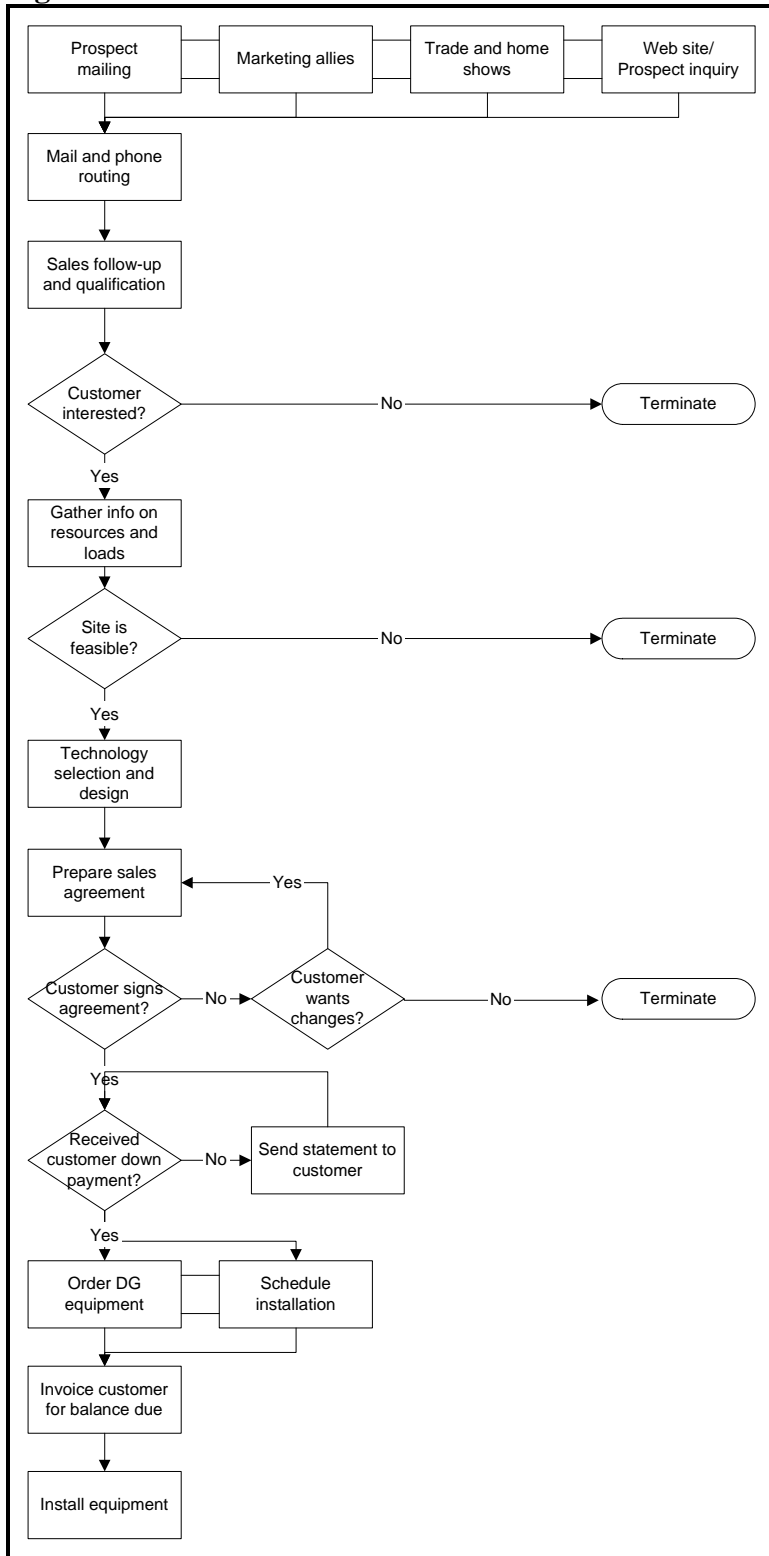 Prospect
mailing
Marketing allies
Trade and home
shows
Web site/
Prospect inquiry
Mail and phone
routing
Sales follow-up
and qualification
Customer
interested?
No
Terminate
Yes
Gather info on
resources and
loads
Site is
feasible?
No
Terminate
Yes
Technology
selection and
design
Prepare sales
agreement
Yes
Customer signs
agreement?
No
Customer
wants
changes?
No
Terminate
Yes
Received
customer down
payment?
No
Send statement to
customer
Yes
Order DG
equipment
Schedule
installation
Invoice customer
for balance due
Install equipment